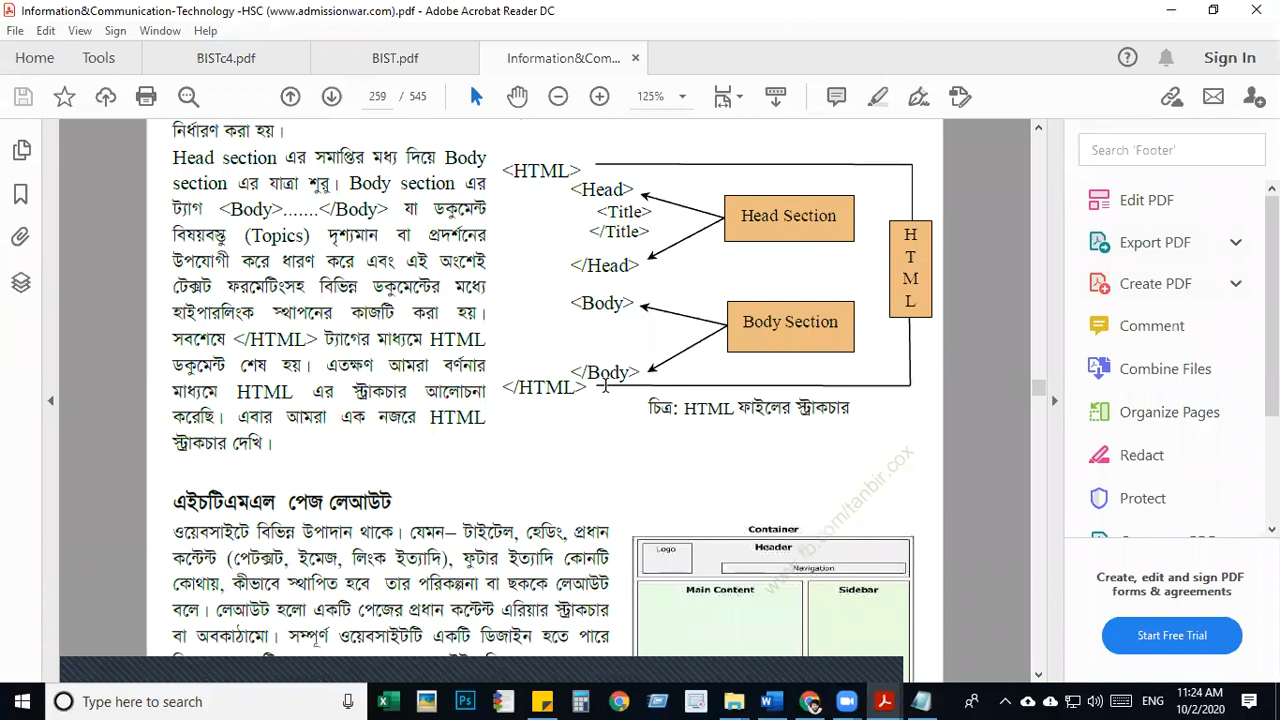 Information&Communication-Technology -HSC (www.admissionwar.com).pdf - Adobe Acrobat Reader DC
File Edit View Sign Window Help
Home Tools BISTc4.pdf BIST.pdf Information&Com... × Sign In
259 / 545 125%
নির্ধারণ করা হয়।
Head section এর সমাপ্তির মধ্য দিয়ে Body
section এর যাত্রা শুরু। Body section এর
ট্যাগ <Body>.......</Body> যা ডকুমেন্ট
বিষয়বস্তু (Topics) দৃশ্যমান বা প্রদর্শনের
উপযোগী করে ধারণ করে এবং এই অংশেই
টেক্সট ফরমেটিংসহ বিভিন্ন ডকুমেন্টের মধ্যে
হাইপারলিংক স্থাপনের কাজটি করা হয়।
সবশেষে </HTML> ট্যাগের মাধ্যমে HTML
ডকুমেন্ট শেষ হয়। এতক্ষণ আমরা বর্ণনার
মাধ্যমে HTML এর স্ট্রাকচার আলোচনা
করেছি। এবার আমরা এক নজরে HTML
স্ট্রাকচার দেখি।
<HTML>
<Head>
<Title>
</Title>
</Head>
<Body>
</Body>
</HTML>
Head Section
Body Section
H
T
M
L
চিত্র: HTML ফাইলের স্ট্রাকচার
এইচটিএমএল পেজ লেআউট
ওয়েবসাইটে বিভিন্ন উপাদান থাকে। যেমন– টাইটেল, হেডিং, প্রধান
কন্টেন্ট (পেটক্সট, ইমেজ, লিংক ইত্যাদি), ফুটার ইত্যাদি কোনটি
কোথায়, কীভাবে স্থাপিত হবে তার পরিকল্পনা বা ছককে লেআউট
বলে। লেআউট হলো একটি পেজের প্রধান কন্টেন্ট এরিয়ার স্ট্রাকচার
বা অবকাঠামো। সম্পূর্ণ ওয়েবসাইটটি একটি ডিজাইন হতে পারে
Container
Logo
Header
Navigation
Main Content Sidebar
www.fb.com/tanbir.cox
Search 'Footer'
Edit PDF
Export PDF
Create PDF
Comment
Combine Files
Organize Pages
Redact
Protect
Create, edit and sign PDF
forms & agreements
Start Free Trial
Type here to search
ENG
11:24 AM
10/2/2020